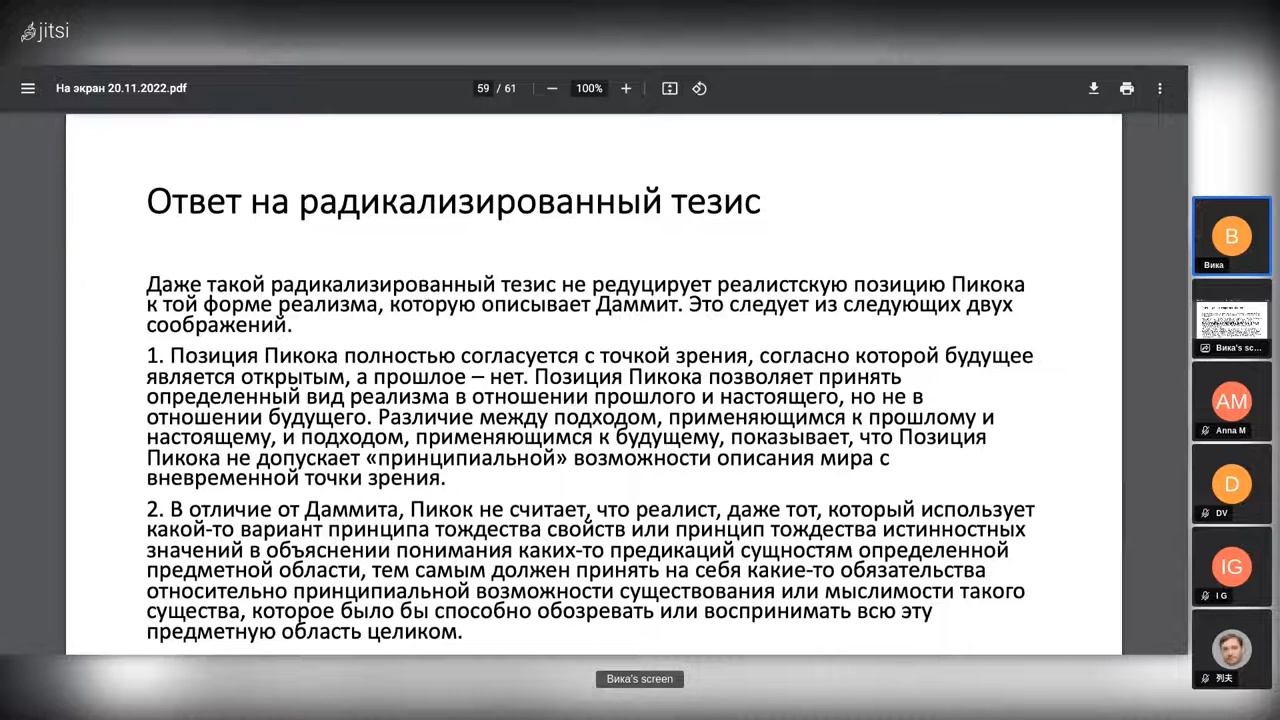 jitsi
На экран 20.11.2022.pdf
59 / 61
100%
Ответ на радикализированный тезис
Даже такой радикализированный тезис не редуцирует реалистскую позицию Пикока
к той форме реализма, которую описывает Даммит. Это следует из следующих двух
соображений.
1. Позиция Пикока полностью согласуется с точкой зрения, согласно которой будущее
является открытым, а прошлое – нет. Позиция Пикока позволяет принять
определенный вид реализма в отношении прошлого и настоящего, но не в
отношении будущего. Различие между подходом, применяющимся к прошлому и
настоящему, и подходом, применяющимся к будущему, показывает, что Позиция
Пикока не допускает «принципиальной» возможности описания мира с
вневременной точки зрения.
2. В отличие от Даммита, Пикок не считает, что реалист, даже тот, который использует
какой-то вариант принципа тождества свойств или принцип тождества истинностных
значений в объяснении понимания каких-то предикаций сущностям определенной
предметной области, тем самым должен принять на себя какие-то обязательства
относительно принципиальной возможности существования или мыслимости такого
существа, которое было бы способно обозревать или воспринимать всю эту
предметную область целиком.
В
Вика
Вика's sc...
AM
Anna M
D
DV
IG
I G
列夫
Вика's screen